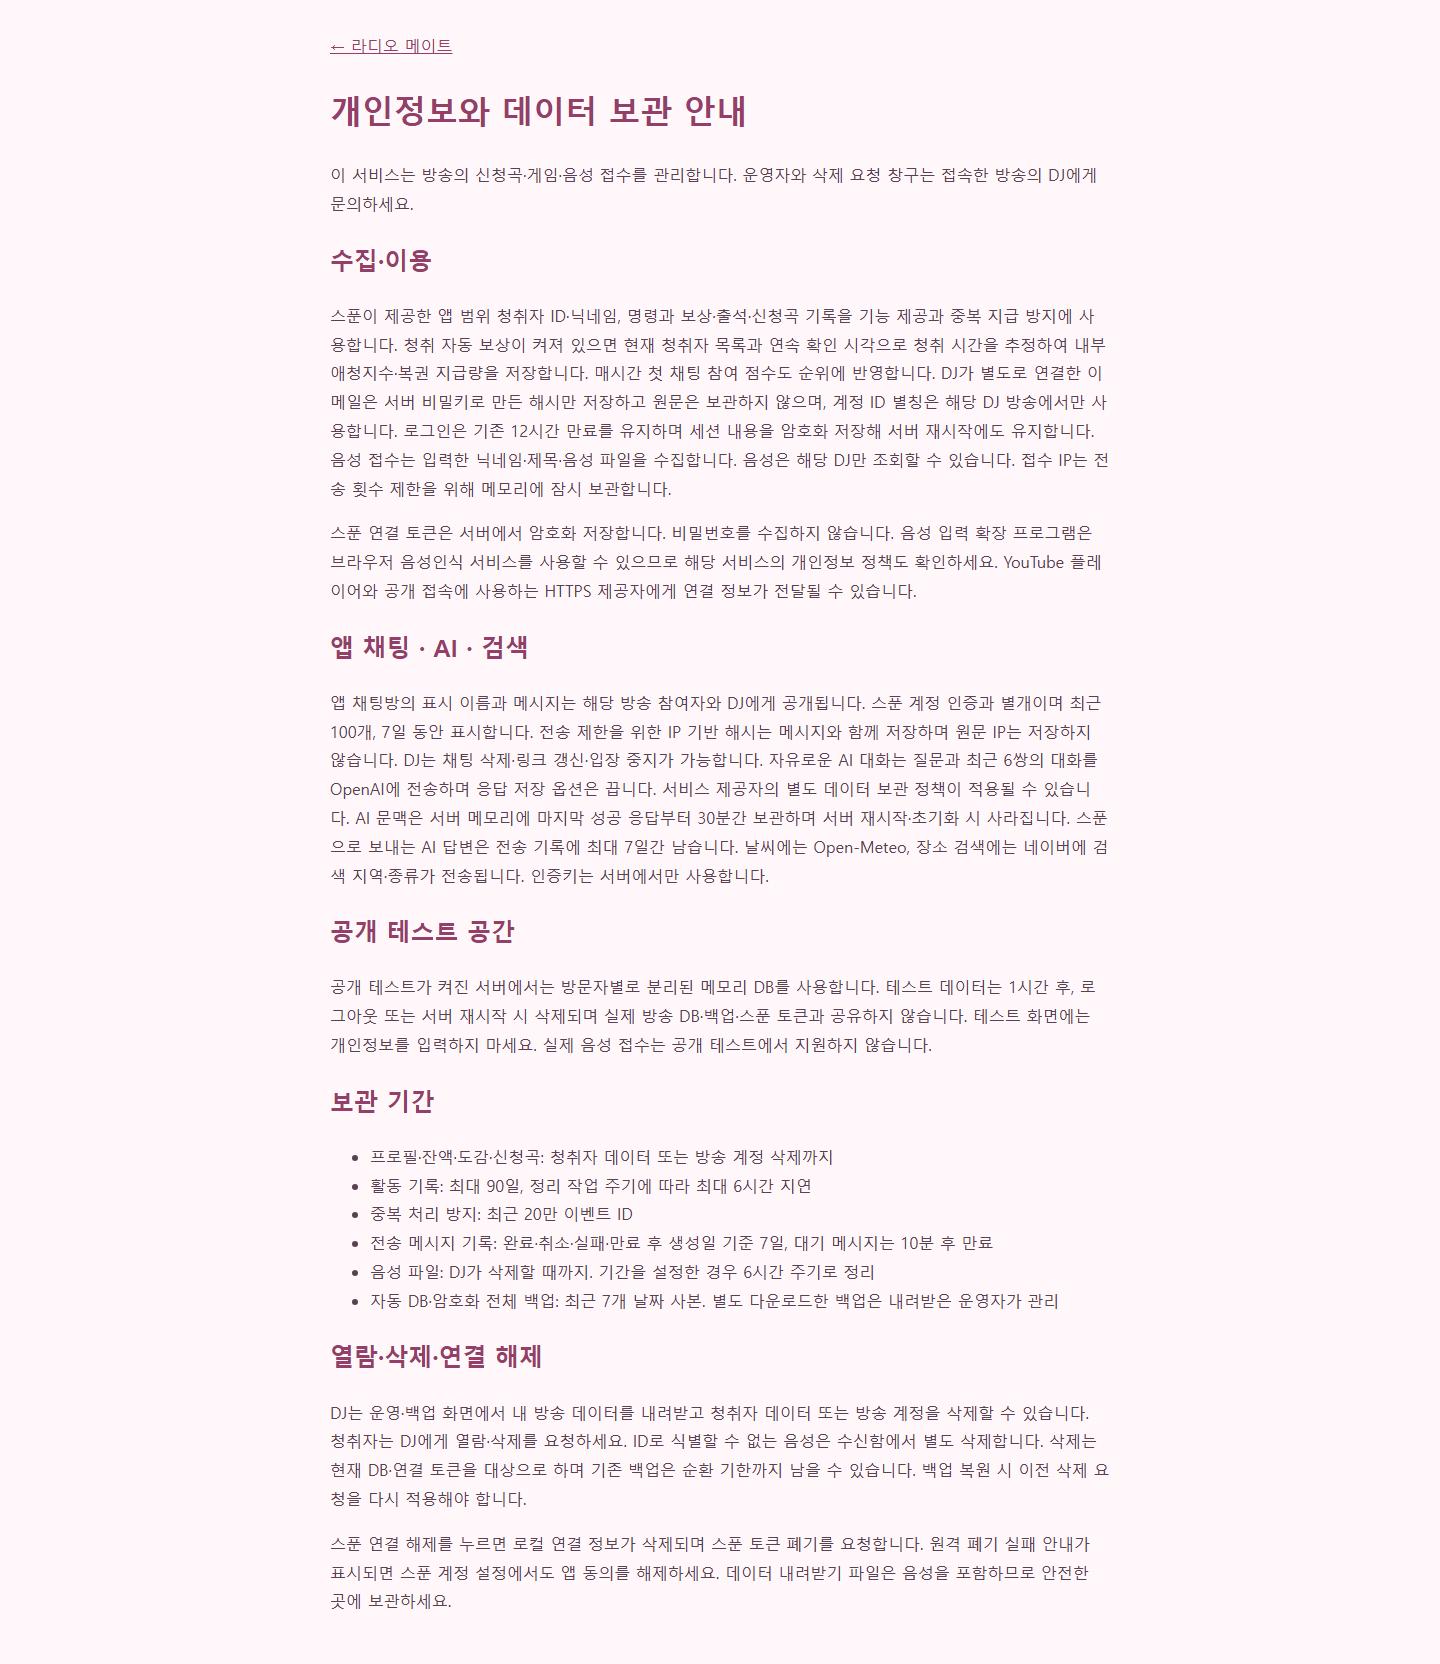 ← 라디오 메이트
개인정보와 데이터 보관 안내
이 서비스는 방송의 신청곡·게임·음성 접수를 관리합니다. 운영자와 삭제 요청 창구는 접속한 방송의 DJ에게
문의하세요.
수집·이용
스푼이 제공한 앱 범위 청취자 ID·닉네임, 명령과 보상·출석·신청곡 기록을 기능 제공과 중복 지급 방지에 사
용합니다. 청취 자동 보상이 켜져 있으면 현재 청취자 목록과 연속 확인 시각으로 청취 시간을 추정하여 내부
애청지수·복권 지급량을 저장합니다. 매시간 첫 채팅 참여 점수도 순위에 반영합니다. DJ가 별도로 연결한 이
메일은 서버 비밀키로 만든 해시만 저장하고 원문은 보관하지 않으며, 계정 ID 별칭은 해당 DJ 방송에서만 사
용합니다. 로그인은 기존 12시간 만료를 유지하며 세션 내용을 암호화 저장해 서버 재시작에도 유지합니다.
음성 접수는 입력한 닉네임·제목·음성 파일을 수집합니다. 음성은 해당 DJ만 조회할 수 있습니다. 접수 IP는 전
송 횟수 제한을 위해 메모리에 잠시 보관합니다.
스푼 연결 토큰은 서버에서 암호화 저장합니다. 비밀번호를 수집하지 않습니다. 음성 입력 확장 프로그램은
브라우저 음성인식 서비스를 사용할 수 있으므로 해당 서비스의 개인정보 정책도 확인하세요. YouTube 플레
이어와 공개 접속에 사용하는 HTTPS 제공자에게 연결 정보가 전달될 수 있습니다.
앱 채팅 · AI · 검색
앱 채팅방의 표시 이름과 메시지는 해당 방송 참여자와 DJ에게 공개됩니다. 스푼 계정 인증과 별개이며 최근
100개, 7일 동안 표시합니다. 전송 제한을 위한 IP 기반 해시는 메시지와 함께 저장하며 원문 IP는 저장하지
않습니다. DJ는 채팅 삭제·링크 갱신·입장 중지가 가능합니다. 자유로운 AI 대화는 질문과 최근 6쌍의 대화를
OpenAI에 전송하며 응답 저장 옵션은 끕니다. 서비스 제공자의 별도 데이터 보관 정책이 적용될 수 있습니
다. AI 문맥은 서버 메모리에 마지막 성공 응답부터 30분간 보관하며 서버 재시작·초기화 시 사라집니다. 스푼
으로 보내는 AI 답변은 전송 기록에 최대 7일간 남습니다. 날씨에는 Open-Meteo, 장소 검색에는 네이버에 검
색 지역·종류가 전송됩니다. 인증키는 서버에서만 사용합니다.
공개 테스트 공간
공개 테스트가 켜진 서버에서는 방문자별로 분리된 메모리 DB를 사용합니다. 테스트 데이터는 1시간 후, 로
그아웃 또는 서버 재시작 시 삭제되며 실제 방송 DB·백업·스푼 토큰과 공유하지 않습니다. 테스트 화면에는
개인정보를 입력하지 마세요. 실제 음성 접수는 공개 테스트에서 지원하지 않습니다.
보관 기간
• 프로필·잔액·도감·신청곡: 청취자 데이터 또는 방송 계정 삭제까지
• 활동 기록: 최대 90일, 정리 작업 주기에 따라 최대 6시간 지연
• 중복 처리 방지: 최근 20만 이벤트 ID
• 전송 메시지 기록: 완료·취소·실패·만료 후 생성일 기준 7일, 대기 메시지는 10분 후 만료
• 음성 파일: DJ가 삭제할 때까지. 기간을 설정한 경우 6시간 주기로 정리
• 자동 DB·암호화 전체 백업: 최근 7개 날짜 사본. 별도 다운로드한 백업은 내려받은 운영자가 관리
열람·삭제·연결 해제
DJ는 운영·백업 화면에서 내 방송 데이터를 내려받고 청취자 데이터 또는 방송 계정을 삭제할 수 있습니다.
청취자는 DJ에게 열람·삭제를 요청하세요. ID로 식별할 수 없는 음성은 수신함에서 별도 삭제합니다. 삭제는
현재 DB·연결 토큰을 대상으로 하며 기존 백업은 순환 기한까지 남을 수 있습니다. 백업 복원 시 이전 삭제 요
청을 다시 적용해야 합니다.
스푼 연결 해제를 누르면 로컬 연결 정보가 삭제되며 스푼 토큰 폐기를 요청합니다. 원격 폐기 실패 안내가
표시되면 스푼 계정 설정에서도 앱 동의를 해제하세요. 데이터 내려받기 파일은 음성을 포함하므로 안전한
곳에 보관하세요.